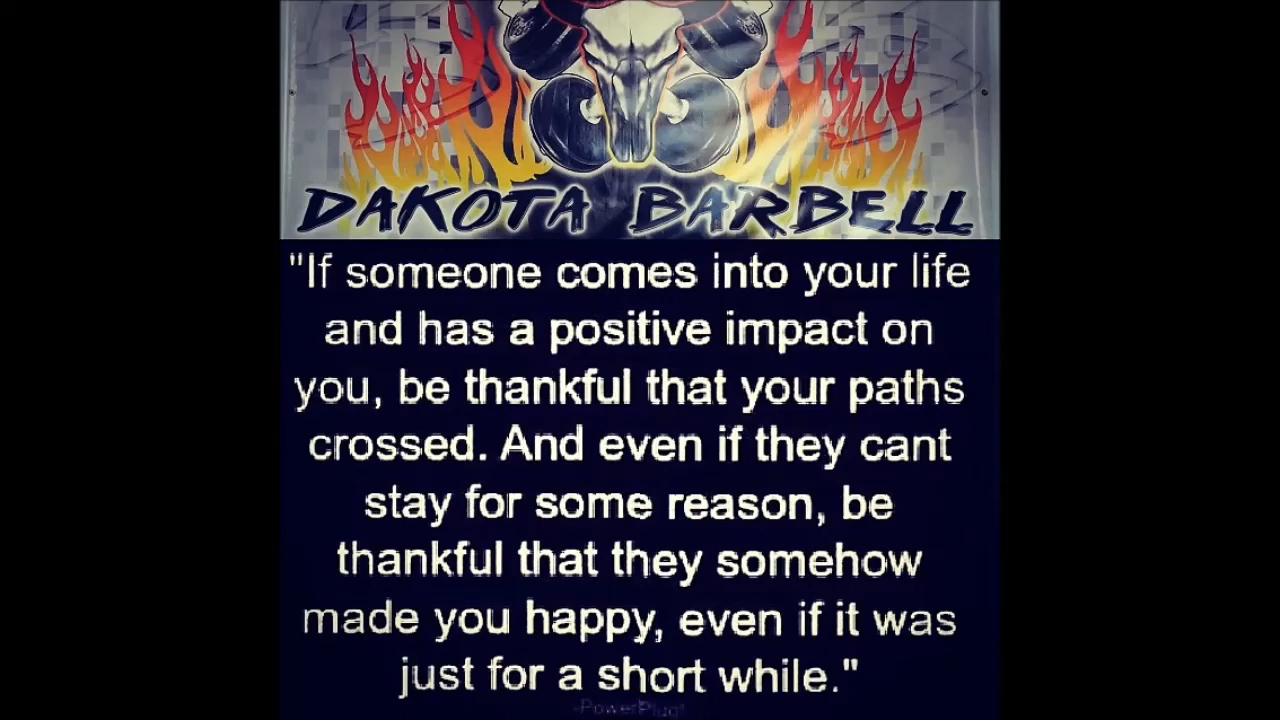 DAKOTA BARBELL
"If someone comes into your life
and has a positive impact on
you, be thankful that your paths
crossed. And even if they cant
stay for some reason, be
thankful that they somehow
made you happy, even if it was
just for a short while."
-PowerPlug!